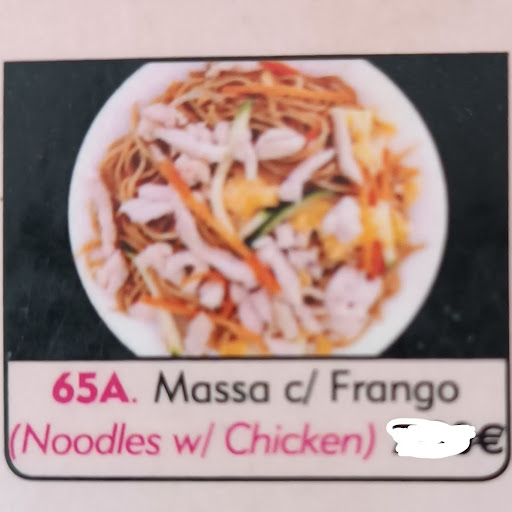 65A. Massa c/ Frango
(Noodles w/ Chicken) €